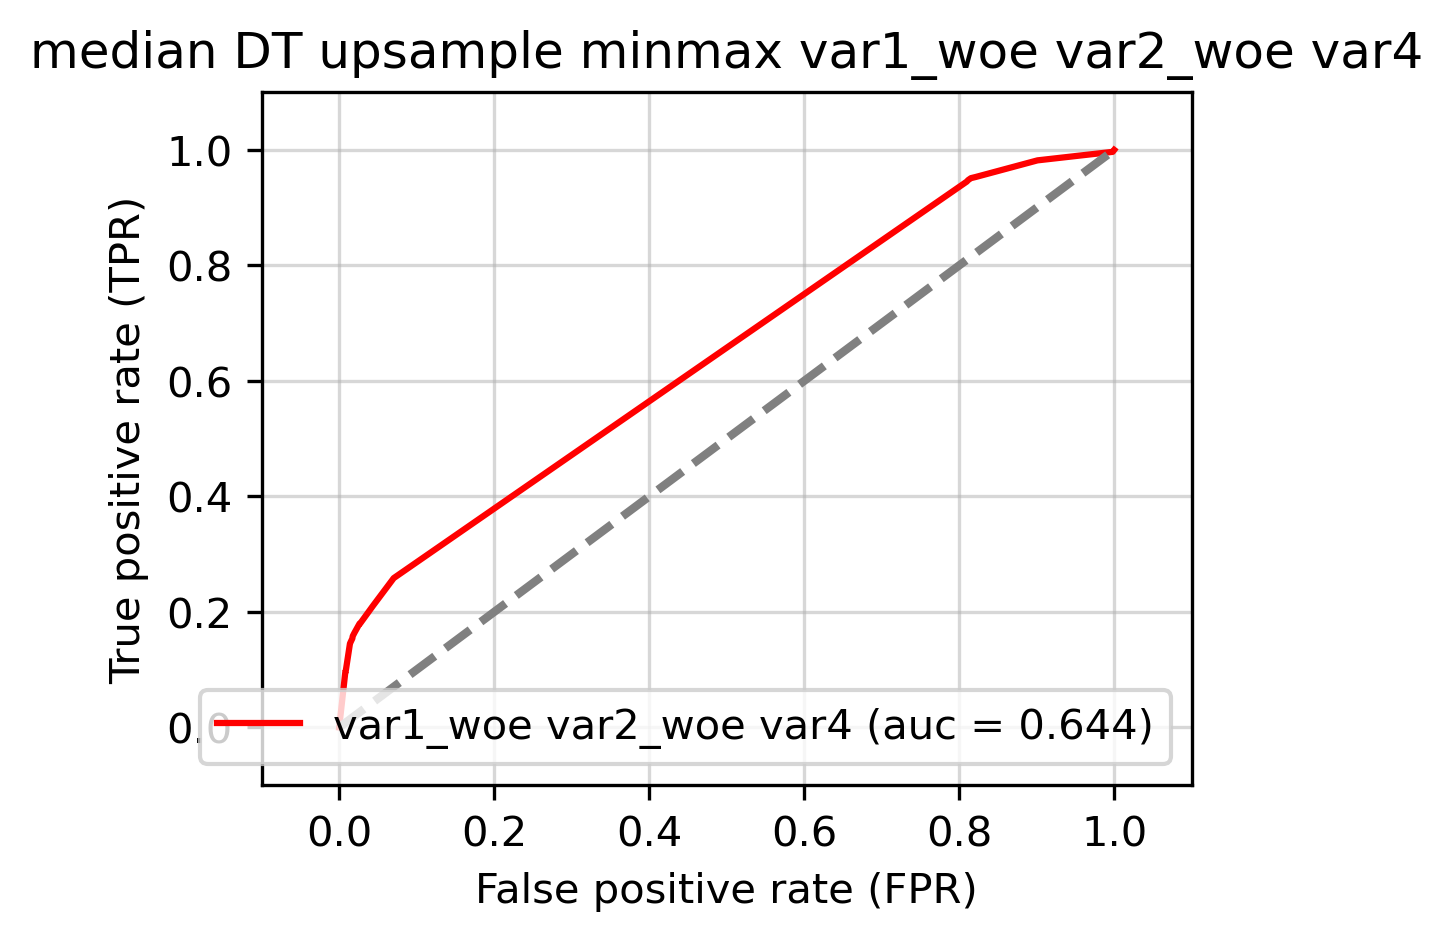 median DT upsample minmax var1_woe var2_woe var4
True positive rate (TPR)
1.0
0.8
0.6
0.4
0.2
0.0
var1_woe var2_woe var4 (auc = 0.644)
0.0 0.2 0.4 0.6 0.8 1.0
False positive rate (FPR)